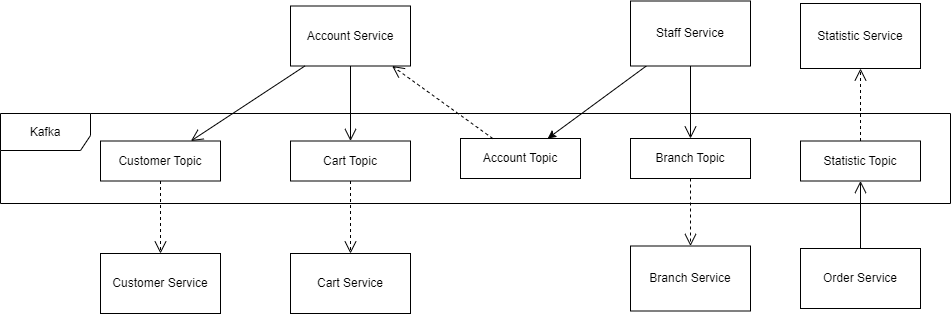 Account Service
Staff Service
Statistic Service
Kafka
Customer Topic
Cart Topic
Account Topic
Branch Topic
Statistic Topic
Customer Service
Cart Service
Branch Service
Order Service